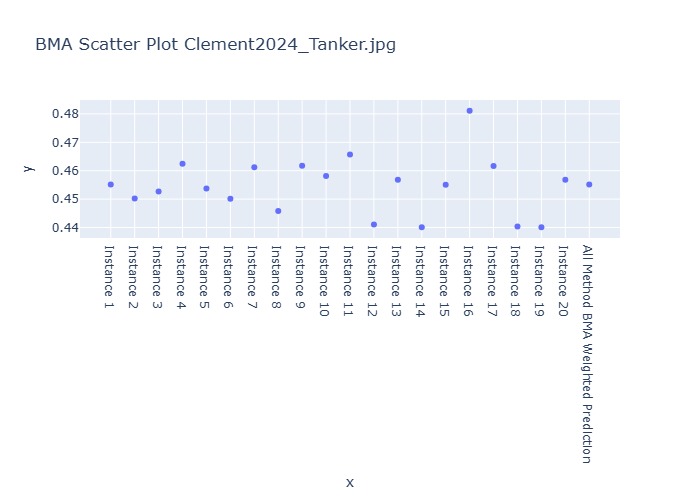 BMA Scatter Plot Clement2024_Tanker.jpg
y
0.48
0.47
0.46
0.45
0.44
Instance 1
Instance 2
Instance 3
Instance 4
Instance 5
Instance 6
Instance 7
Instance 8
Instance 9
Instance 10
Instance 11
Instance 12
Instance 13
Instance 14
Instance 15
Instance 16
Instance 17
Instance 18
Instance 19
Instance 20
All Method BMA Weighted Prediction
x